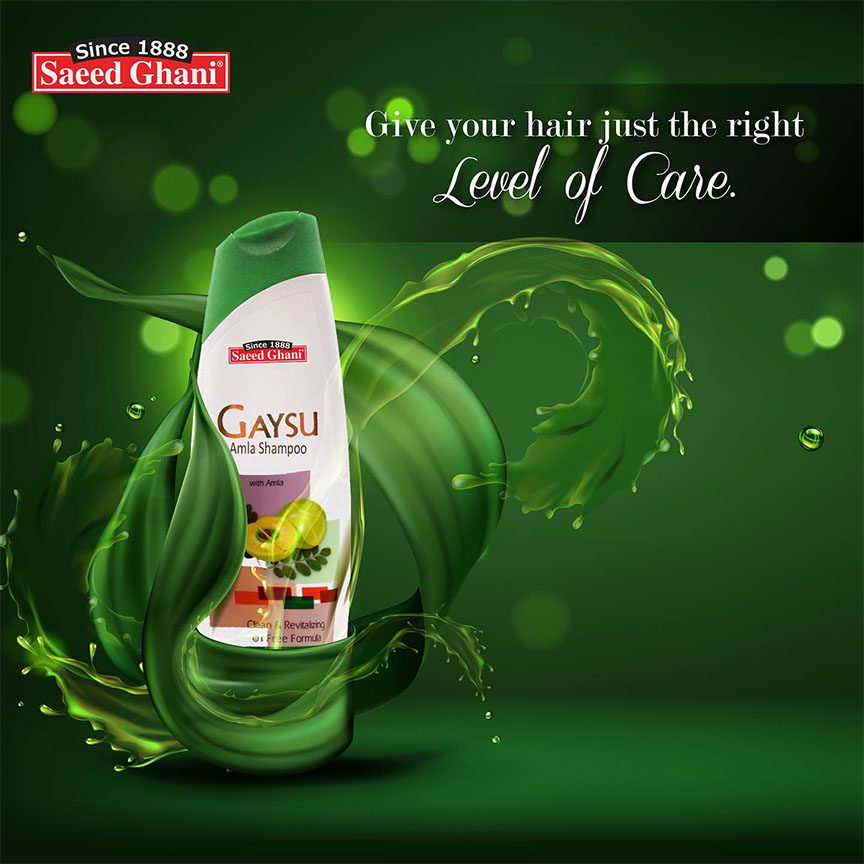 Since 1888
Saeed Ghani®
Give your hair just the right
Level of Care.
Since 1888
Saeed Ghani
GAYSU
Amla Shampoo
with Amla
Clean & Revitalizing
Free Formula